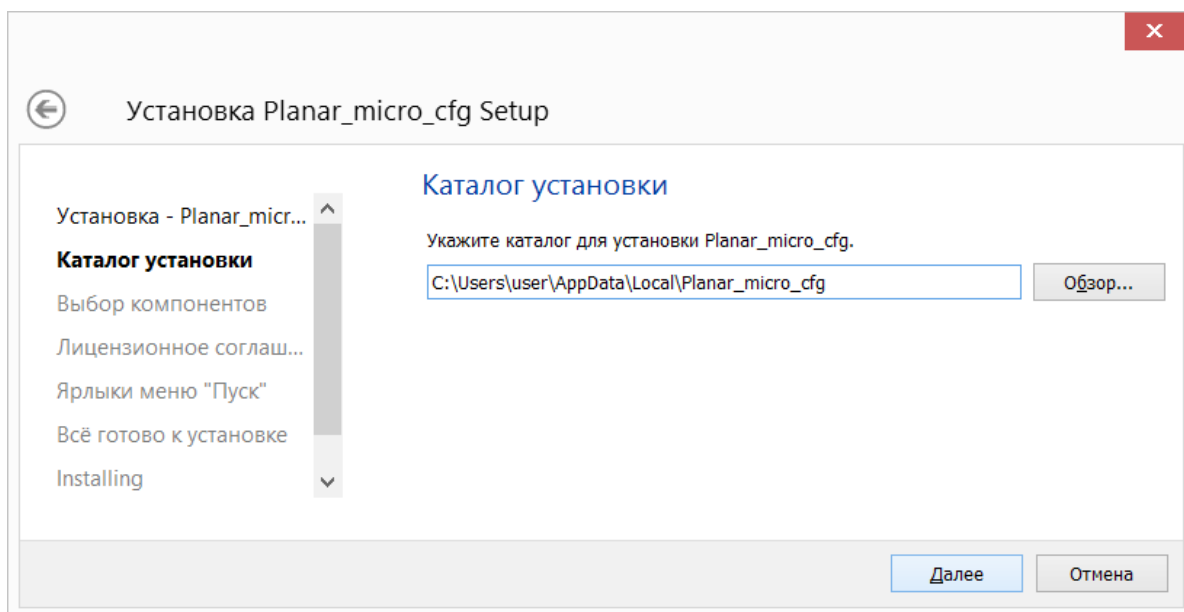 Установка Planar_micro_cfg Setup
Установка - Planar_micr...
Каталог установки
Выбор компонентов
Лицензионное соглаш...
Ярлыки меню "Пуск"
Всё готово к установке
Installing
Каталог установки
Укажите каталог для установки Planar_micro_cfg.
C:\Users\user\AppData\Local\Planar_micro_cfg
Обзор...
Далее
Отмена